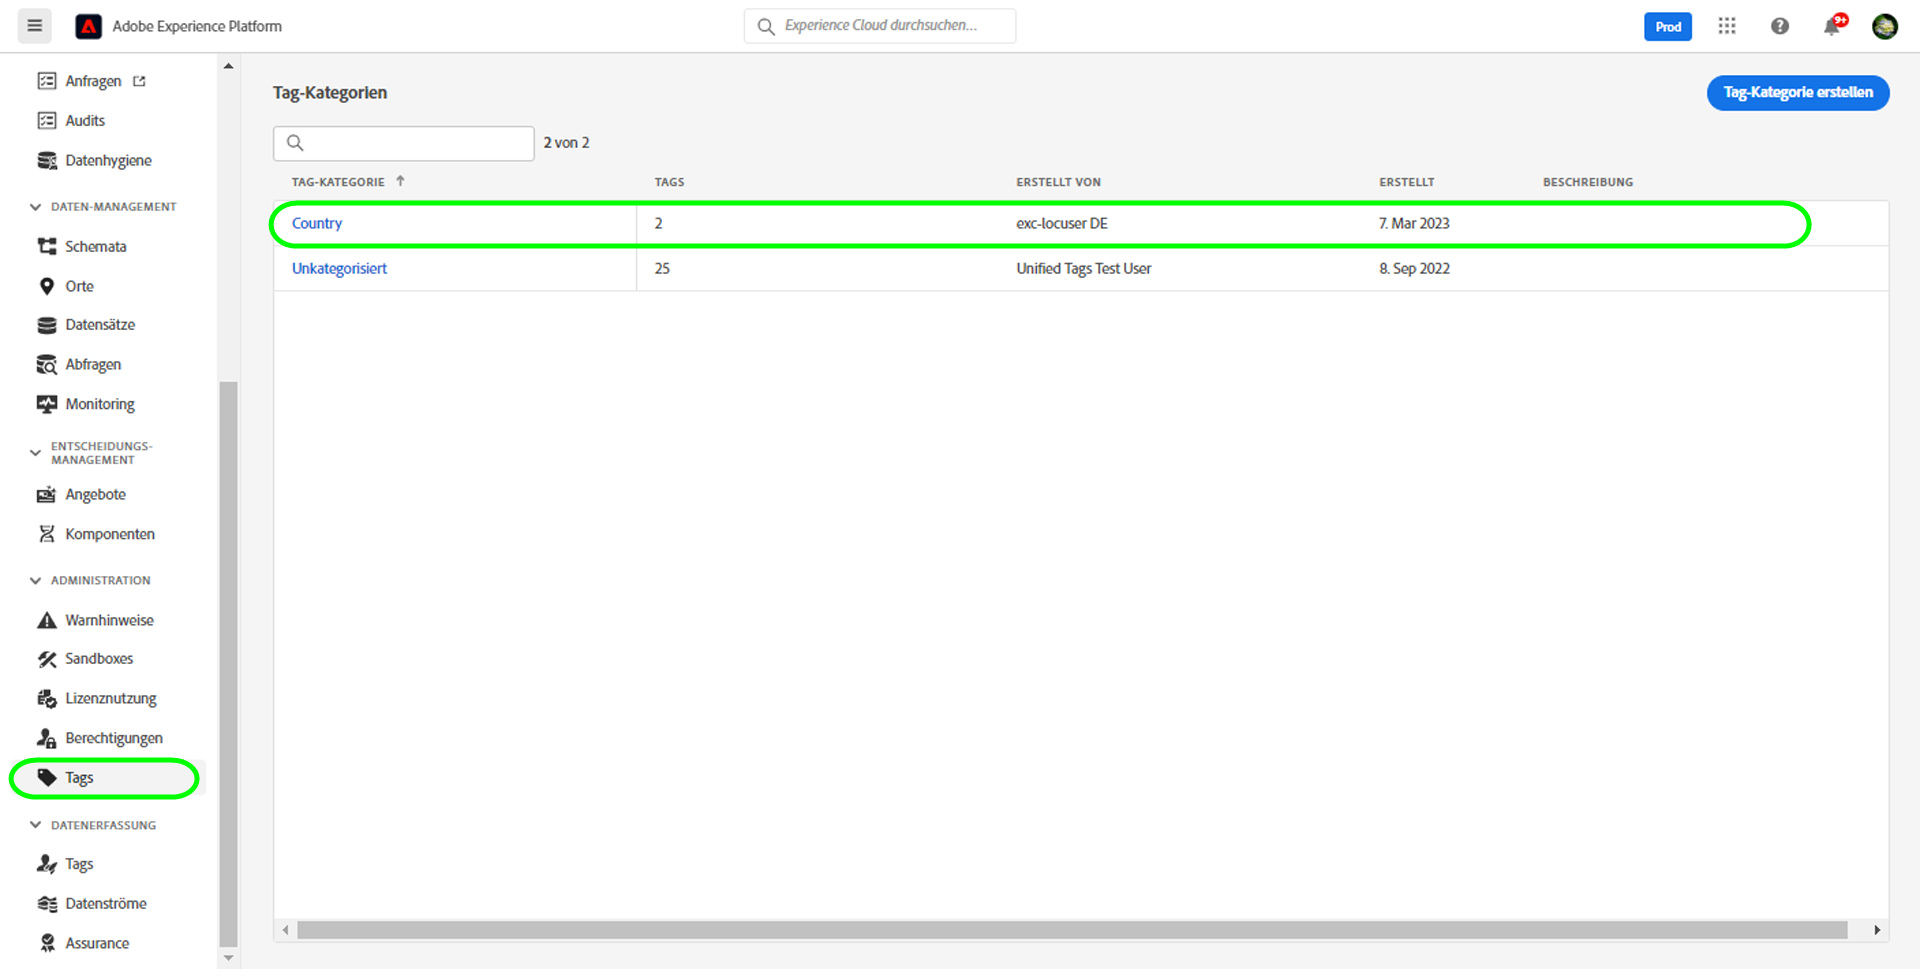 Adobe Experience Platform
Experience Cloud durchsuchen...
Prod
9+
Anfragen
Audits
Datenhygiene
DATEN-MANAGEMENT
Schemata
Orte
Datensätze
Abfragen
Monitoring
ENTSCHEIDUNGS-
MANAGEMENT
Angebote
Komponenten
ADMINISTRATION
Warnhinweise
Sandboxes
Lizenznutzung
Berechtigungen
Tags
DATENERFASSUNG
Tags
Datenströme
Assurance
Tag-Kategorien
Tag-Kategorie erstellen
2 von 2
TAG-KATEGORIE TAGS ERSTELLT VON ERSTELLT BESCHREIBUNG
Country 2 exc-locuser DE 7. Mar 2023
Unkategorisiert 25 Unified Tags Test User 8. Sep 2022